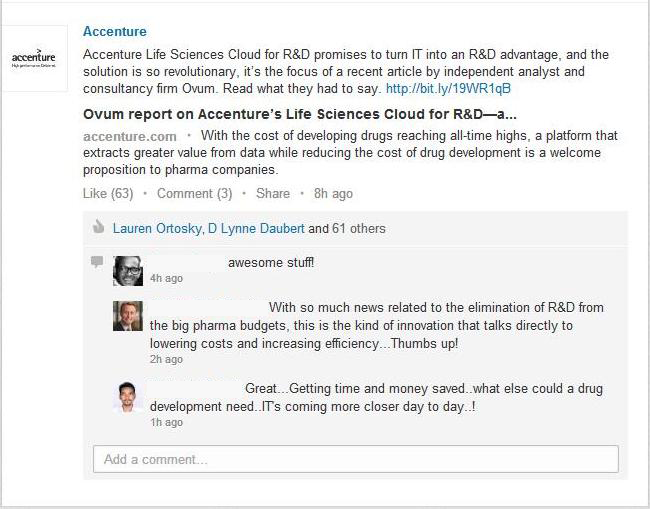 accenture
High performance. Delivered.
Accenture
Accenture Life Sciences Cloud for R&D promises to turn IT into an R&D advantage, and the
solution is so revolutionary, it's the focus of a recent article by independent analyst and
consultancy firm Ovum. Read what they had to say. http://bit.ly/19WR1qB
Ovum report on Accenture's Life Sciences Cloud for R&D—a...
accenture.com • With the cost of developing drugs reaching all-time highs, a platform that
extracts greater value from data while reducing the cost of drug development is a welcome
proposition to pharma companies.
Like (63) • Comment (3) • Share • 8h ago
Lauren Ortosky, D Lynne Daubert and 61 others
awesome stuff!
4h ago
With so much news related to the elimination of R&D from
the big pharma budgets, this is the kind of innovation that talks directly to
lowering costs and increasing efficiency...Thumbs up!
2h ago
Great...Getting time and money saved..what else could a drug
development need..IT's coming more closer day to day..!
1h ago
Add a comment...